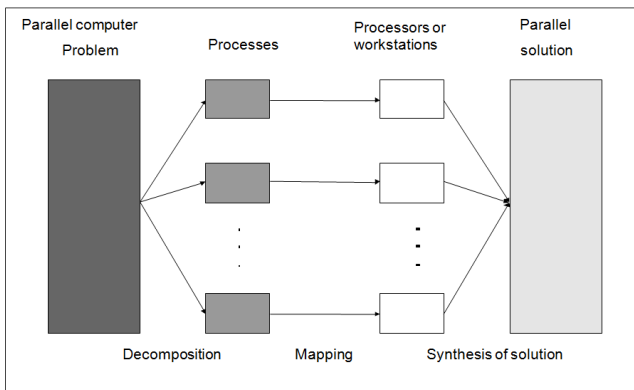 Parallel computer
Problem
Processes
Processors or
workstations
Parallel
solution
Decomposition
Mapping
Synthesis of solution